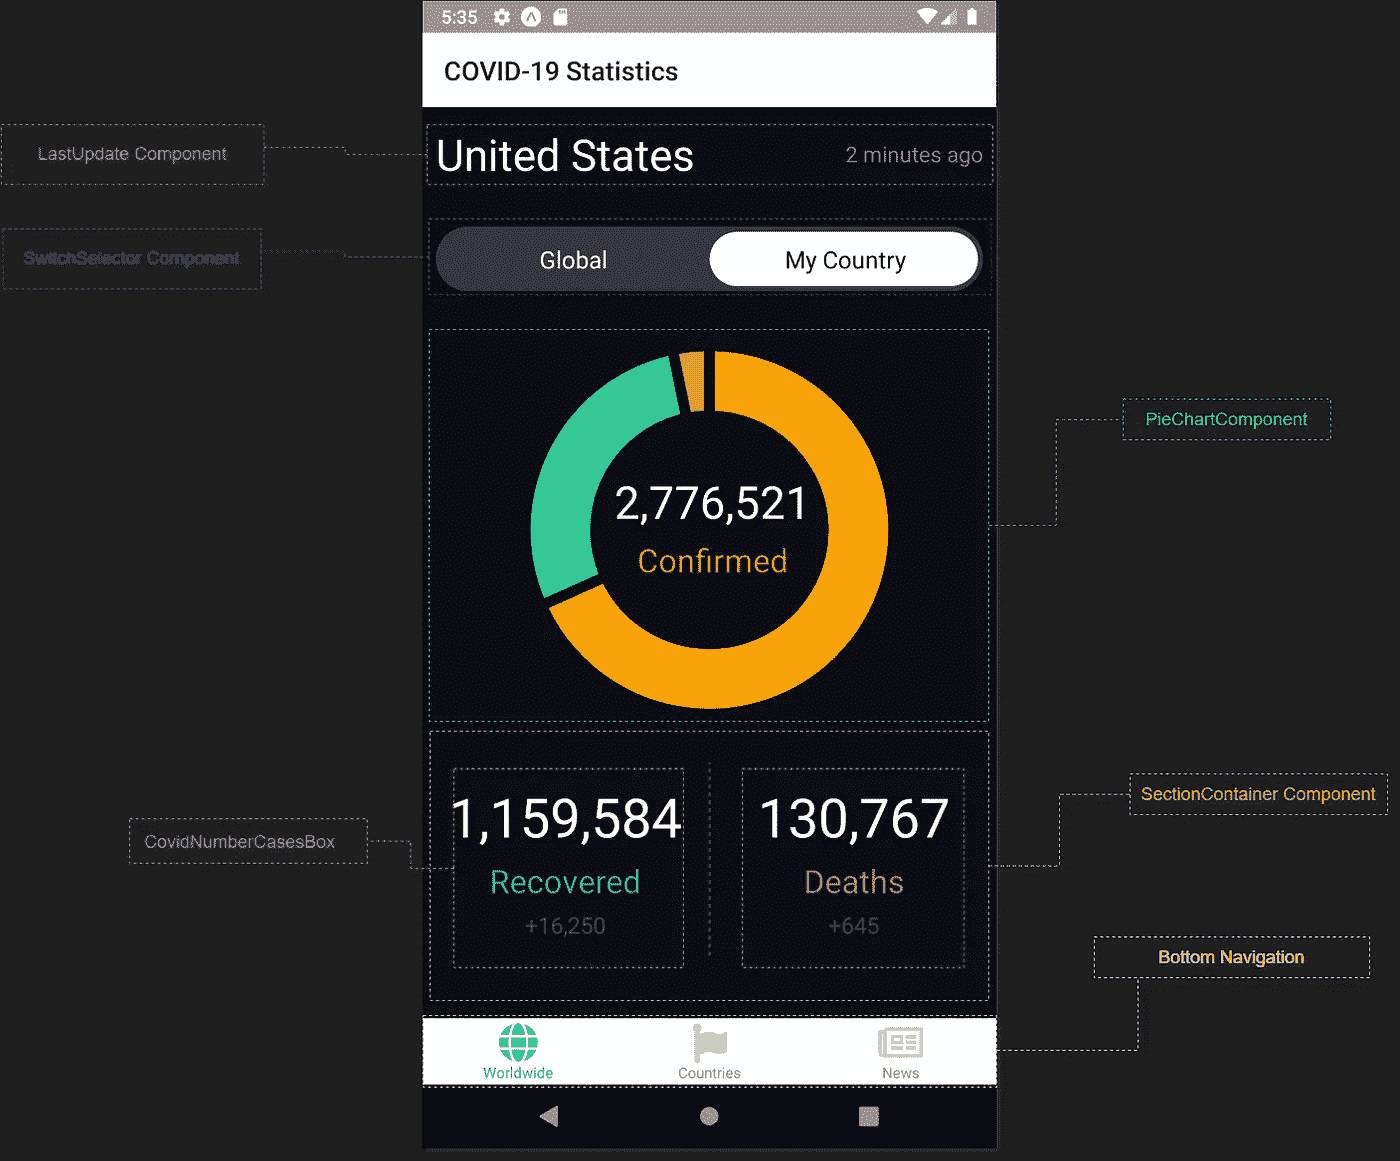 5:35
COVID-19 Statistics
LastUpdate Component
United States
2 minutes ago
SwitchSelector Component
Global
My Country
PieChartComponent
2,776,521
Confirmed
SectionContainer Component
CovidNumberCasesBox
1,159,584
130,767
Recovered
Deaths
+16,250
+645
Bottom Navigation
Worldwide
Countries
News